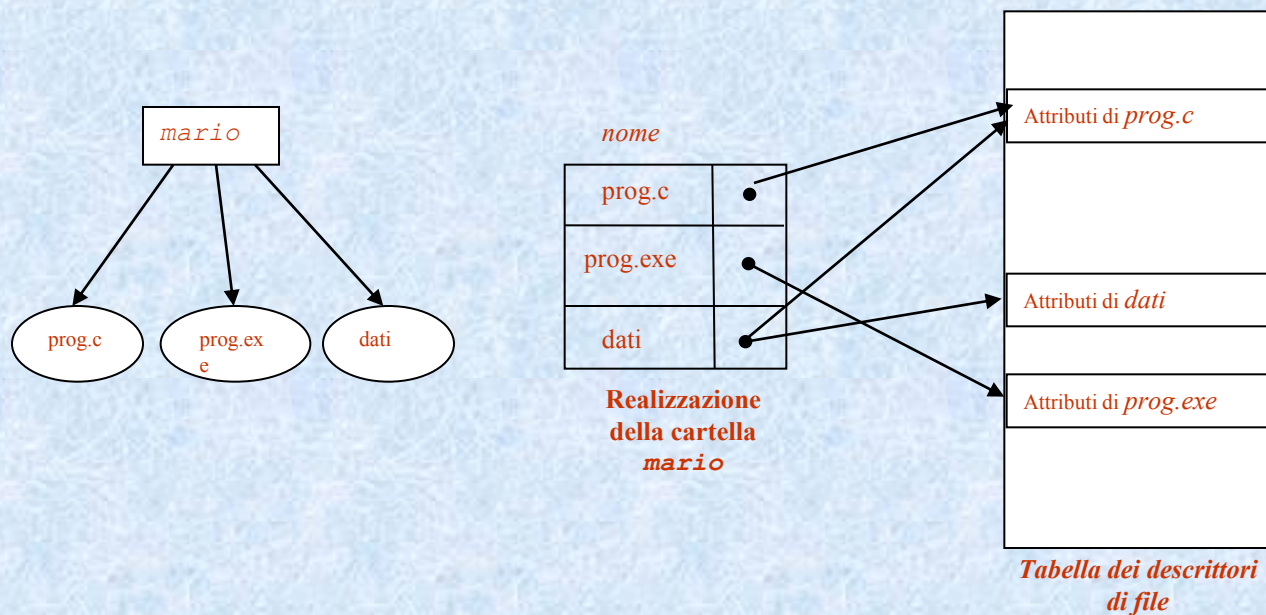 mario
prog.c
prog.ex
e
dati
nome
prog.c
prog.exe
dati
Realizzazione
della cartella
mario
Attributi di prog.c
Attributi di dati
Attributi di prog.exe
Tabella dei descrittori
di file